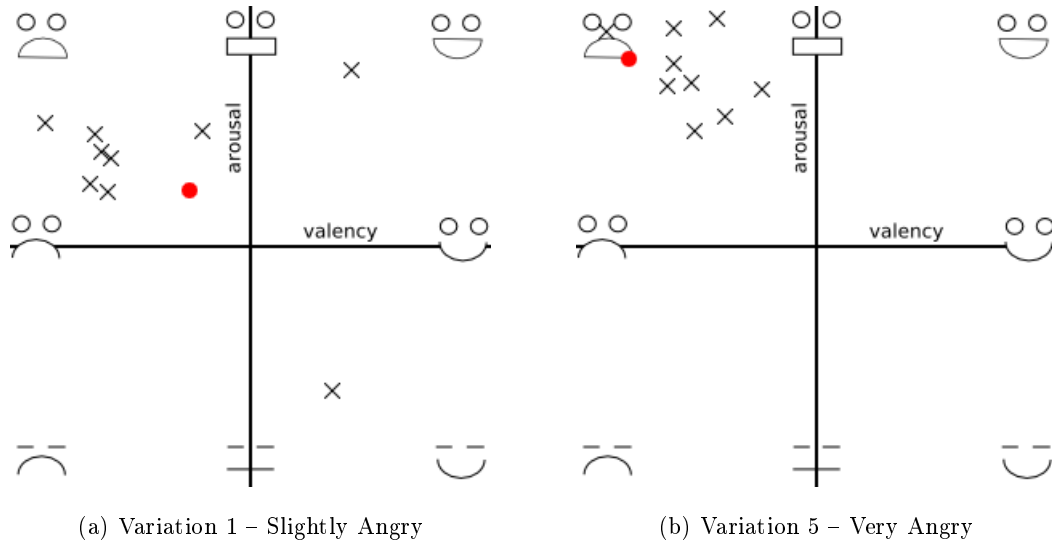 arousal
valency
(a) Variation 1 – Slightly Angry
arousal
valency
(b) Variation 5 – Very Angry